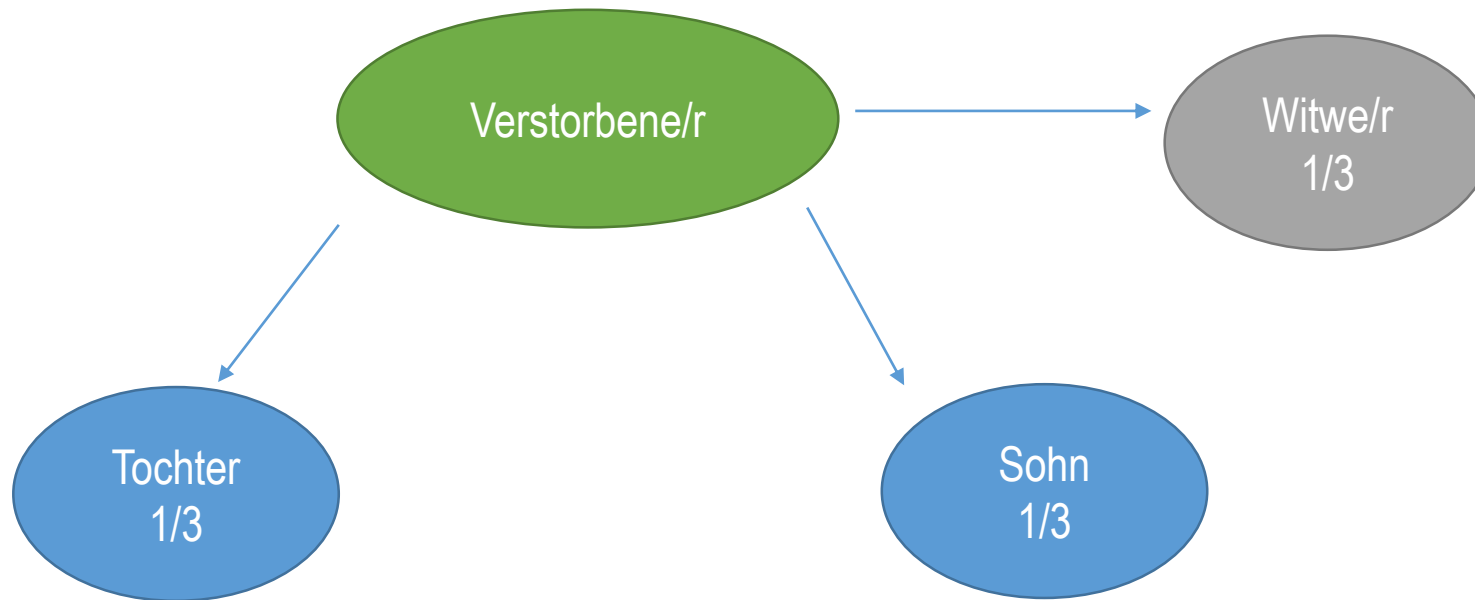 Verstorbene/r
Witwe/r
1/3
Tochter
1/3
Sohn
1/3